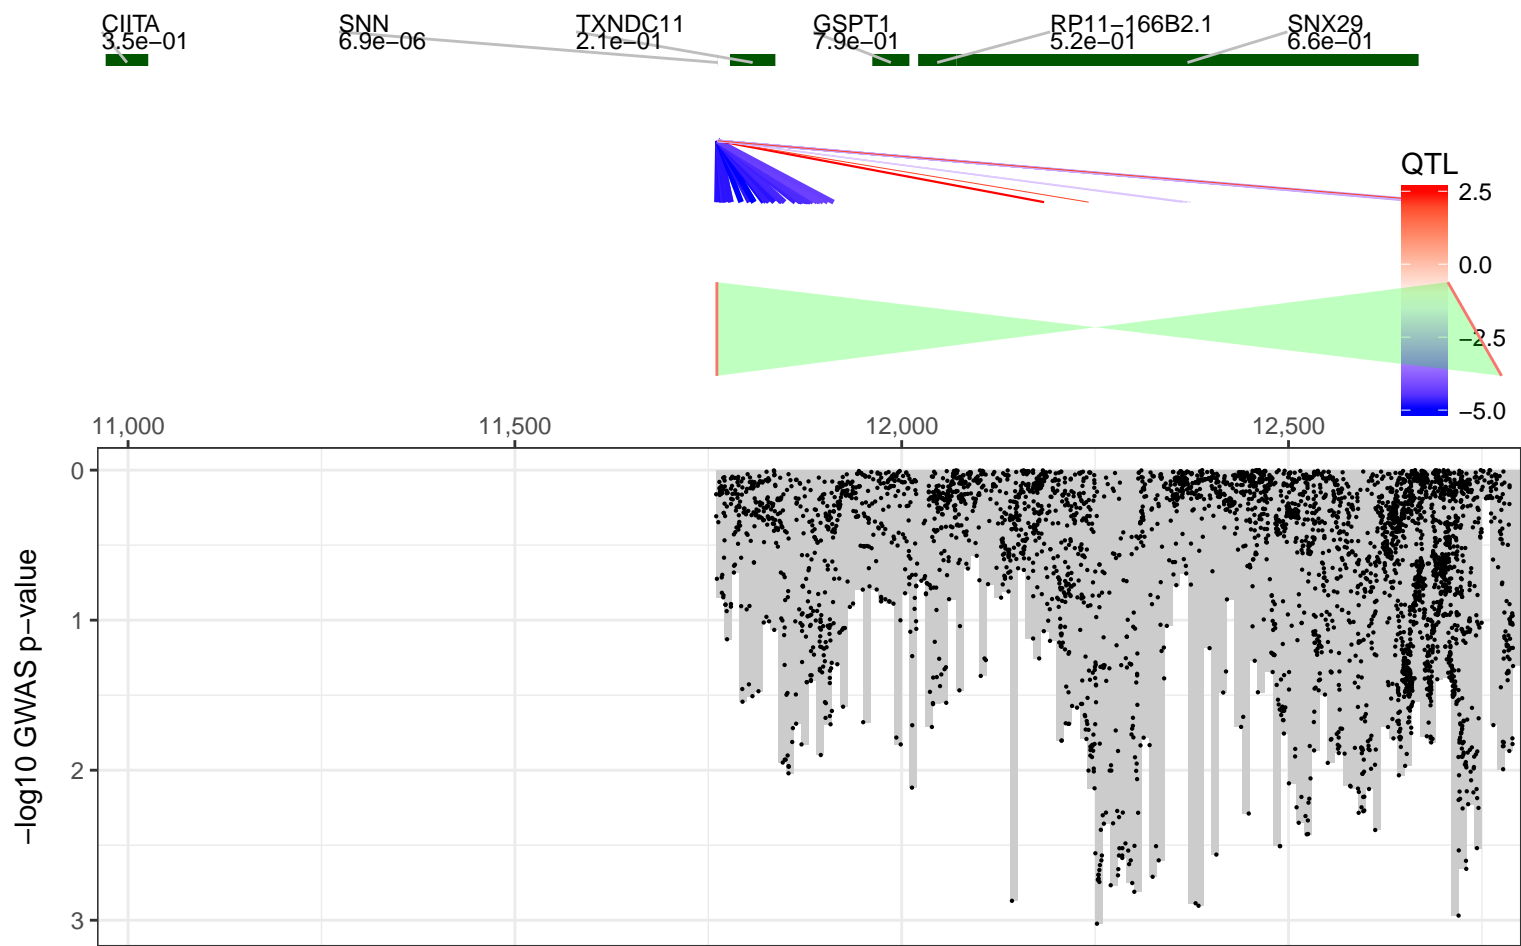 CIITA SNN TXNDC11 GSPT1 RP11−166B2.1 SNX29
3.5e−01 6.9e−06 2.1e−01 7.9e−01 5.2e−01 6.6e−01
QTL
2.5
0.0
−2.5
−5.0
11,000 11,500 12,000 12,500
0
1
2
3
−log10 GWAS p−value